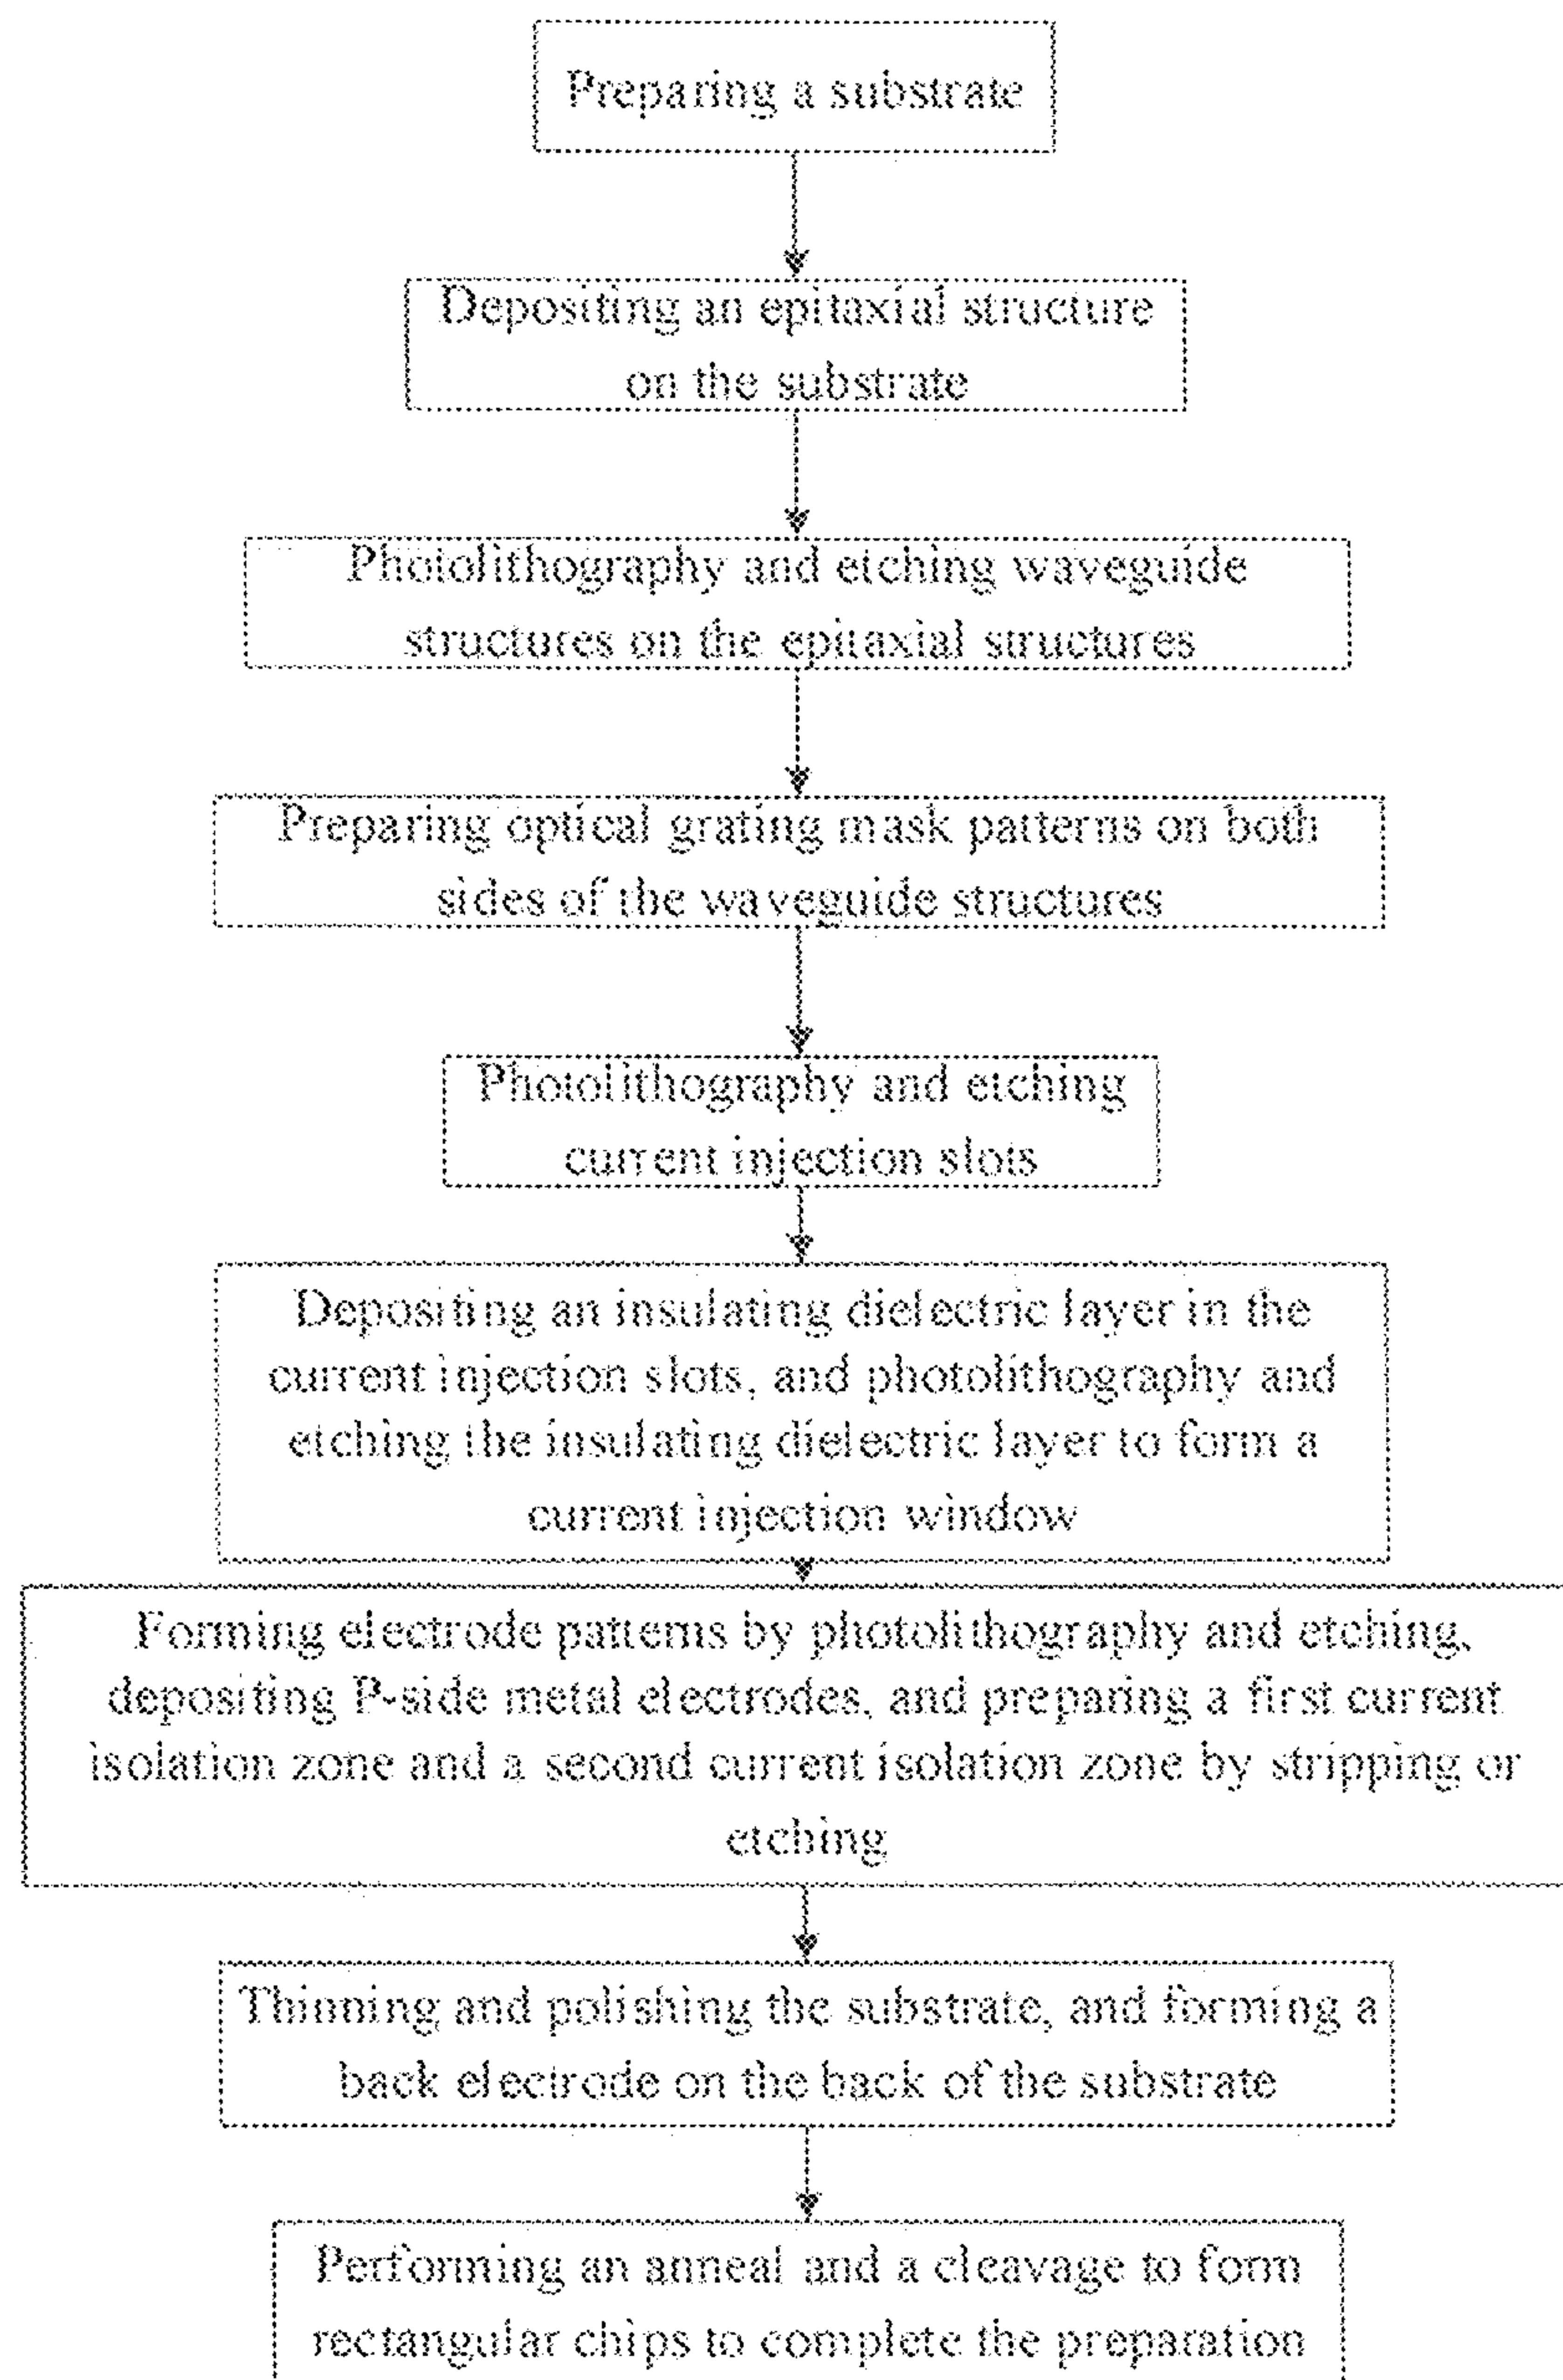 Preparing a substrate
Depositing an epitaxial structure
on the substrate
Photolithography and etching waveguide
structures on the epitaxial structures
Preparing optical grating mask patterns on both
sides of the waveguide structures
Photolithography and etching
current injection slots
Depositing an insulating dielectric layer in the
current injection slots, and photolithography and
etching the insulating dielectric layer to form a
current injection window
Forming electrode patterns by photolithography and etching,
depositing P-side metal electrodes, and preparing a first current
isolation zone and a second current isolation zone by stripping or
etching
Thinning and polishing the substrate, and forming a
back electrode on the back of the substrate
Performing an anneal and a cleavage to form
rectangular chips to complete the preparation